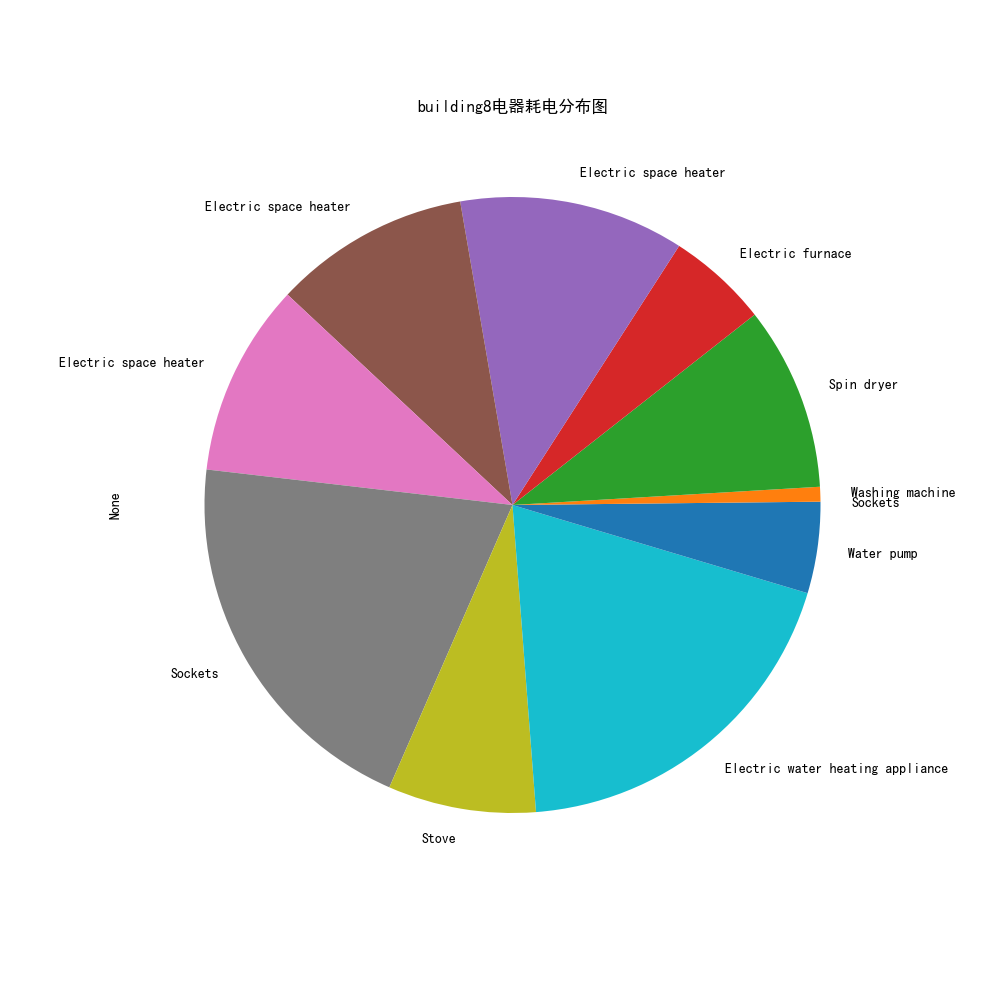 building8电器耗电分布图
Electric space heater
Electric space heater
Electric furnace
Electric space heater
Spin dryer
Washing machine
Sockets
None
Water pump
Sockets
Electric water heating appliance
Stove